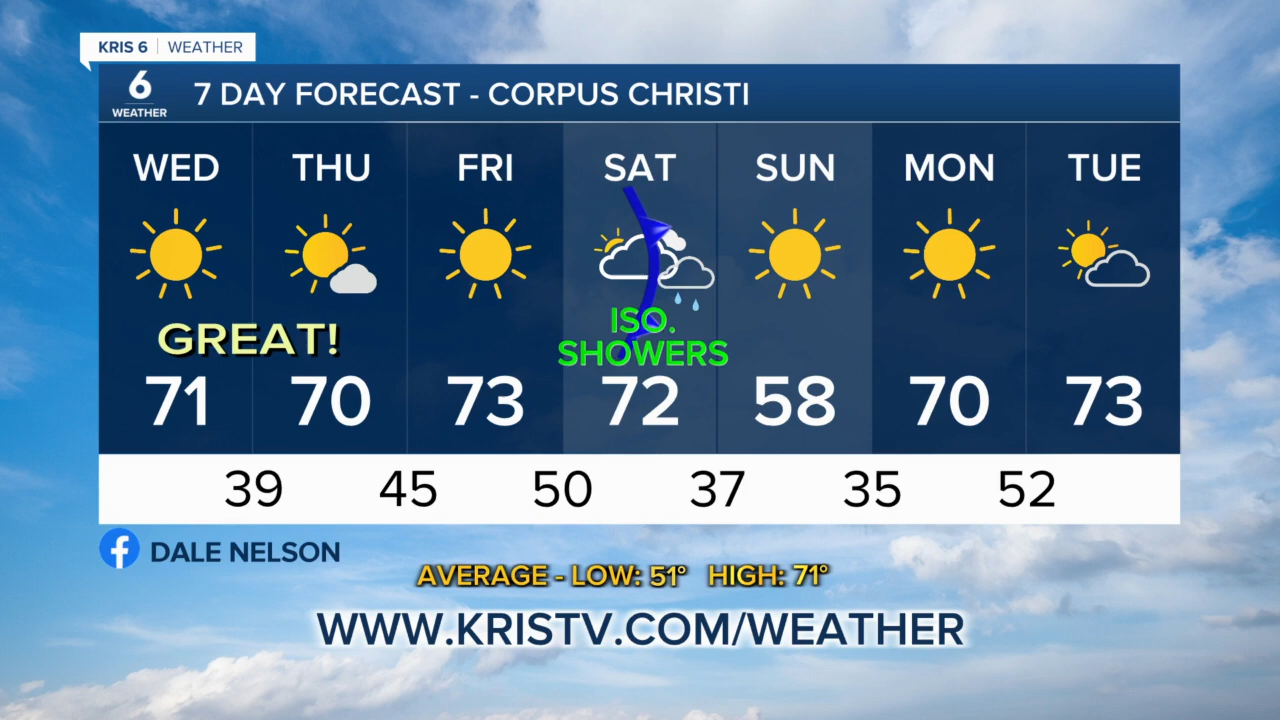 KRIS 6 | WEATHER
6
WEATHER
7 DAY FORECAST - CORPUS CHRISTI
WED THU FRI SAT SUN MON TUE
GREAT!
ISO.
SHOWERS
71 70 73 72 58 70 73
39 45 50 37 35 52
DALE NELSON
AVERAGE - LOW: 51° HIGH: 71°
WWW.KRISTV.COM/WEATHER